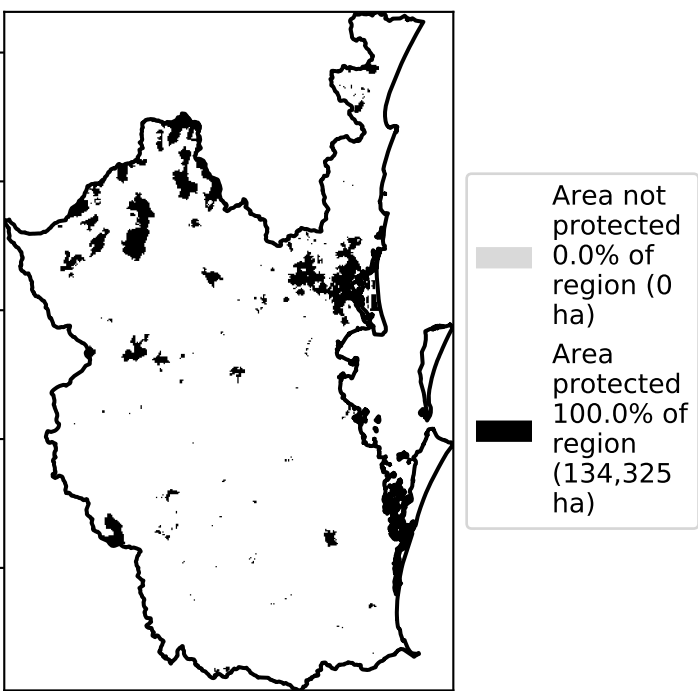 Area not
protected
0.0% of
region (0
ha)
Area
protected
100.0% of
region
(134,325
ha)